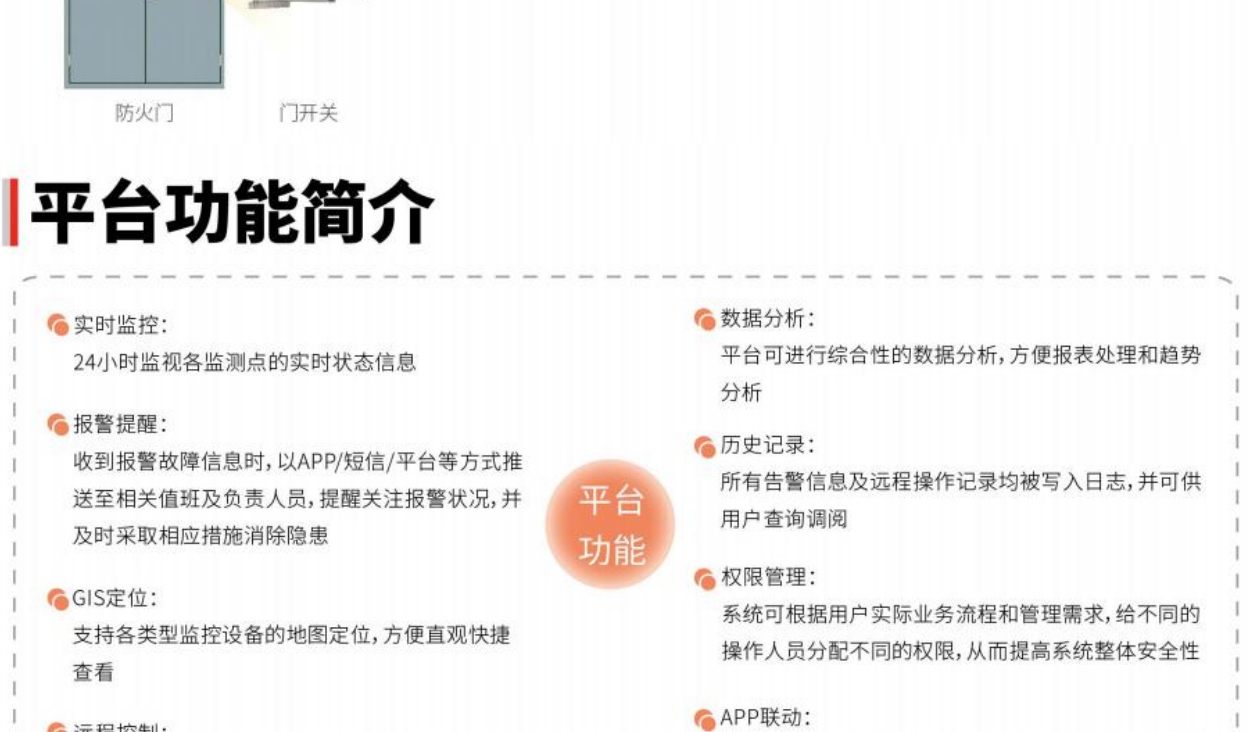 防火门
门开关
平台功能简介
实时监控：
24小时监视各监测点的实时状态信息
报警提醒：
收到报警故障信息时，以APP/短信/平台等方式推
送至相关值班及负责人员，提醒关注报警状况，并
及时采取相应措施消除隐患
GIS定位：
支持各类型监控设备的地图定位，方便直观快捷
查看
远程控制：
平台
功能
数据分析：
平台可进行综合性的数据分析，方便报表处理和趋势
分析
历史记录：
所有告警信息及远程操作记录均被写入日志，并可供
用户查询调阅
权限管理：
系统可根据用户实际业务流程和管理需求，给不同的
操作人员分配不同的权限，从而提高系统整体安全性
APP联动：